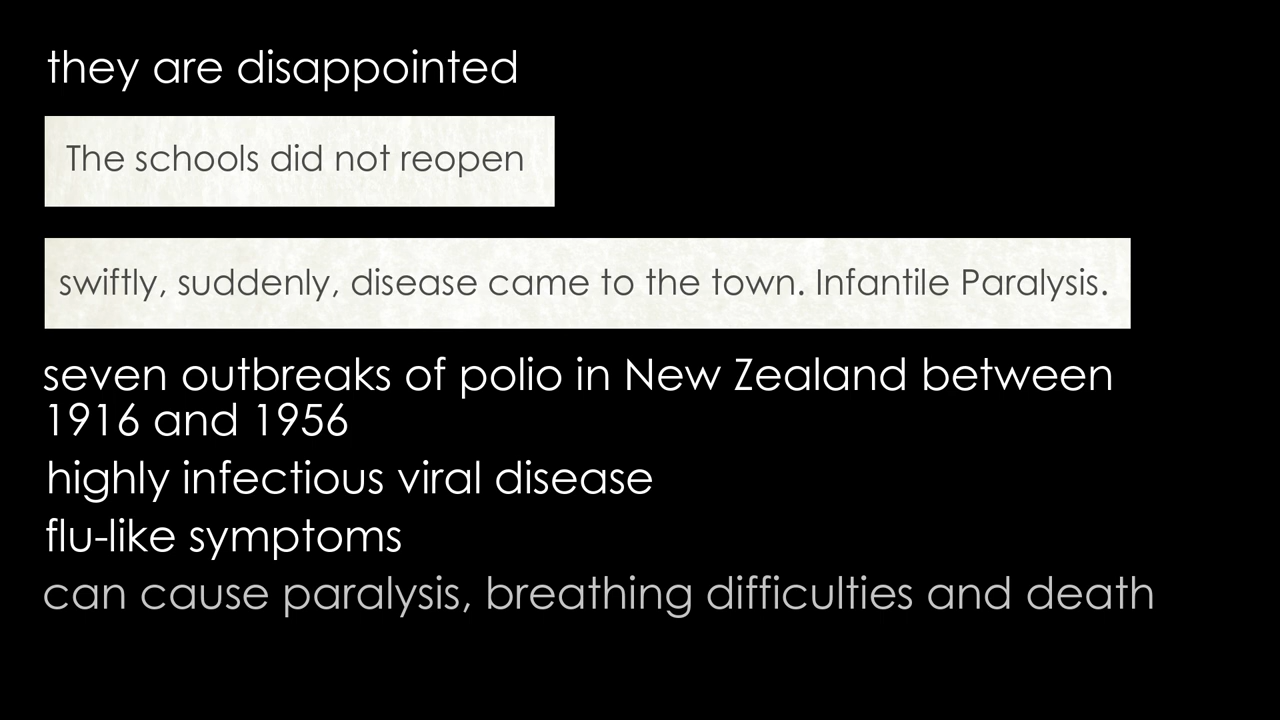 they are disappointed
The schools did not reopen
swiftly, suddenly, disease came to the town. Infantile Paralysis.
seven outbreaks of polio in New Zealand between
1916 and 1956
highly infectious viral disease
flu-like symptoms
can cause paralysis, breathing difficulties and death